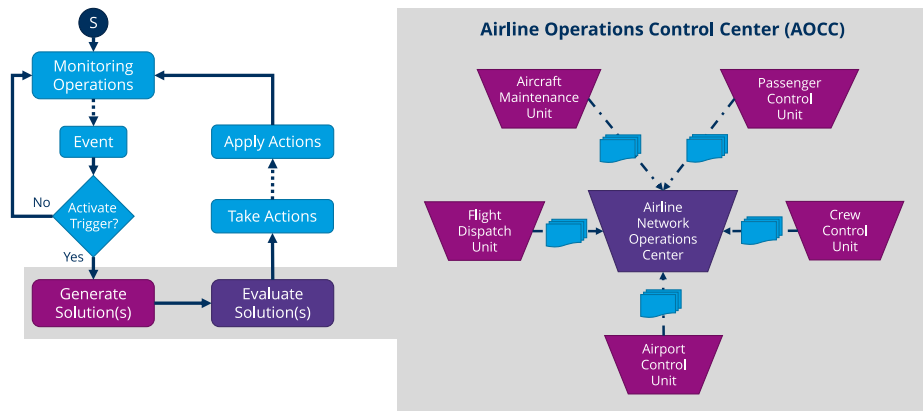 S
Monitoring
Operations
Event
Activate
Trigger?
No
Yes
Generate
Solution(s)
Evaluate
Solution(s)
Take Actions
Apply Actions
Airline Operations Control Center (AOCC)
Aircraft
Maintenance
Unit
Passenger
Control
Unit
Flight
Dispatch
Unit
Airline
Network
Operations
Center
Crew
Control
Unit
Airport
Control
Unit